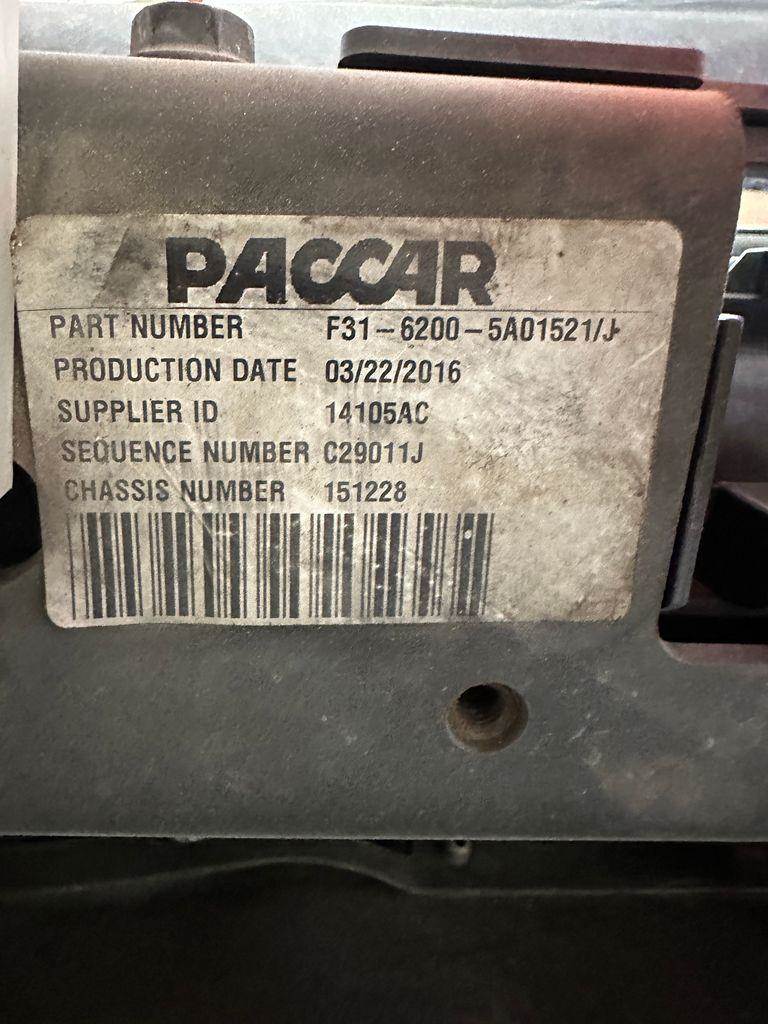 PACCAR
PART NUMBER F31-6200-5A01521/J
PRODUCTION DATE 03/22/2016
SUPPLIER ID 14105AC
SEQUENCE NUMBER C29011J
CHASSIS NUMBER 151228